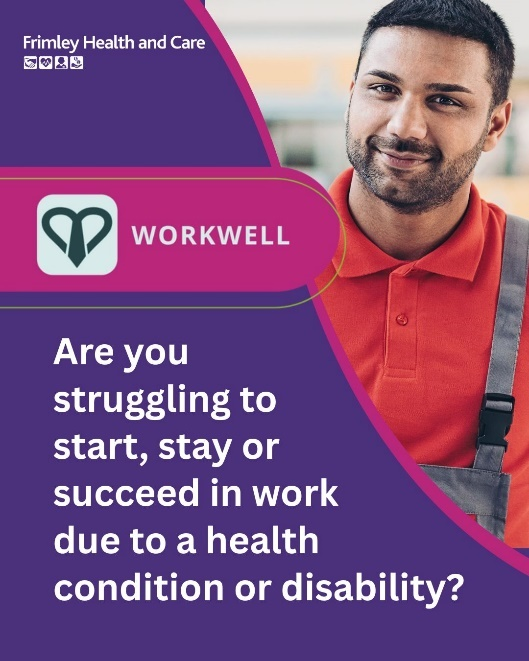 Frimley Health and Care
WORKWELL
Are you
struggling to
start, stay or
succeed in work
due to a health
condition or disability?